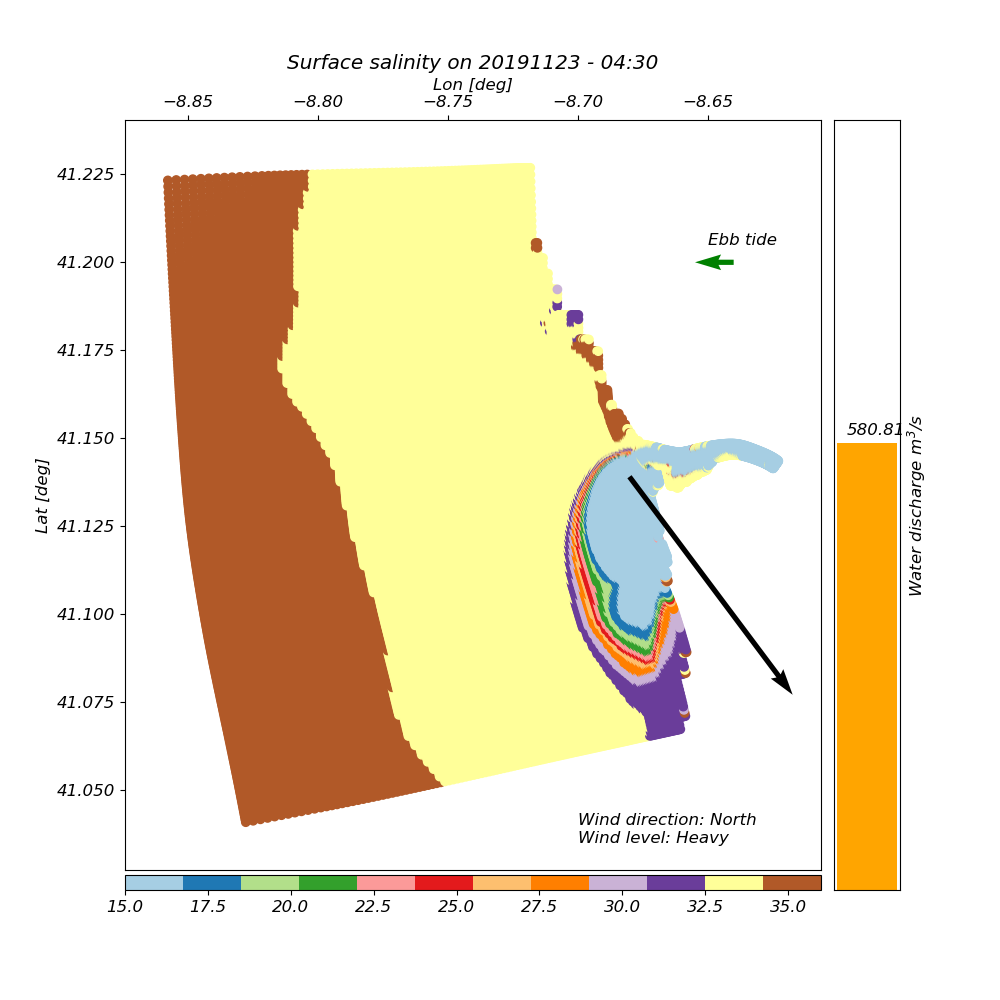 Surface salinity on 20191123 - 04:30
Lon [deg]
−8.85 −8.80 −8.75 −8.70 −8.65
41.225
41.200
41.175
41.150
41.125
41.100
41.075
41.050
Lat [deg]
Ebb tide
Wind direction: North
Wind level: Heavy
580.81
Water discharge m³/s
15.0 17.5 20.0 22.5 25.0 27.5 30.0 32.5 35.0